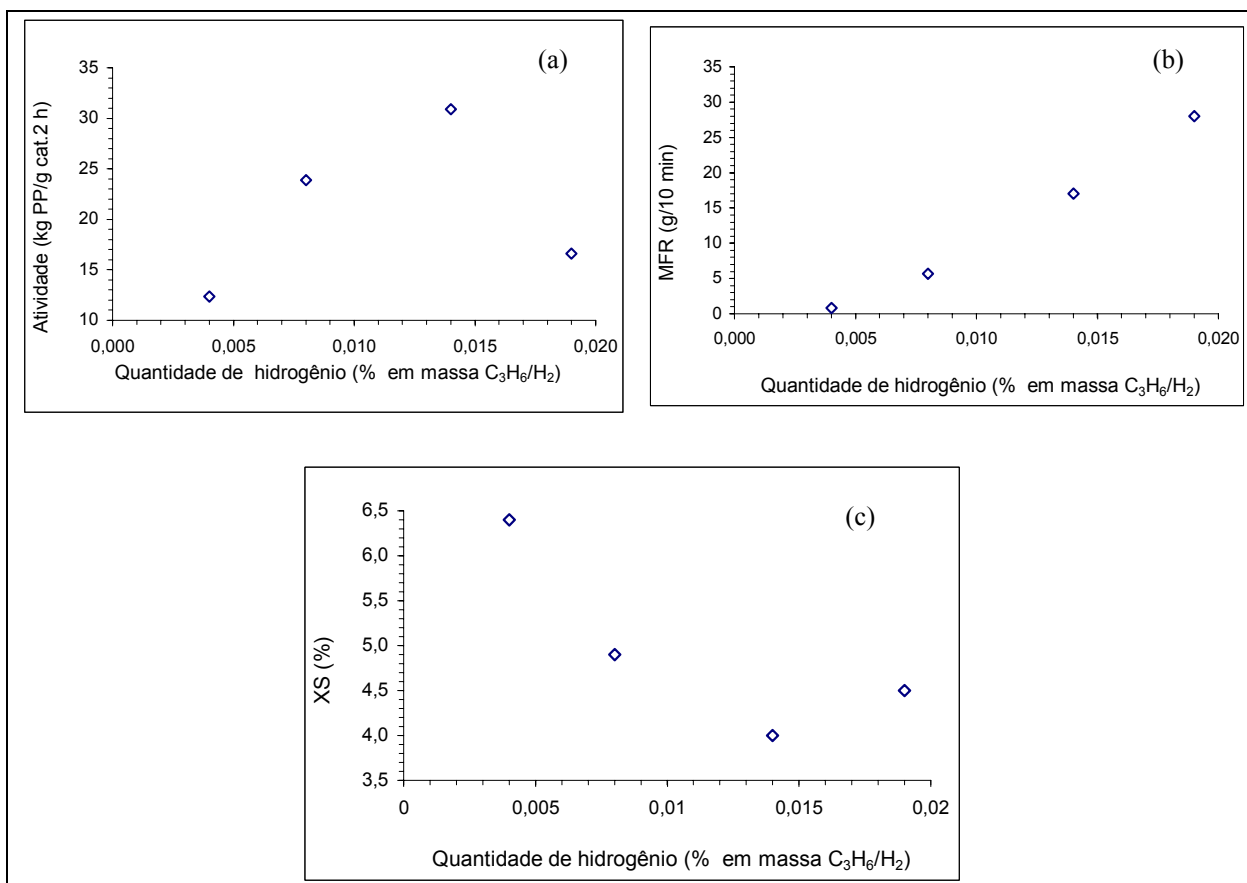 (a)
35
30
25
20
15
10
0,000 0,005 0,010 0,015 0,020
Atividade (kg PP/g cat.2 h)
Quantidade de hidrogênio (% em massa C₃H₆/H₂)
(b)
35
30
25
20
15
10
5
0
0,000 0,005 0,010 0,015 0,020
MFR (g/10 min)
Quantidade de hidrogênio (% em massa C₃H₆/H₂)
(c)
6,5
6,0
5,5
5,0
4,5
4,0
3,5
0 0,005 0,01 0,015 0,02
XS (%)
Quantidade de hidrogênio (% em massa C₃H₆/H₂)